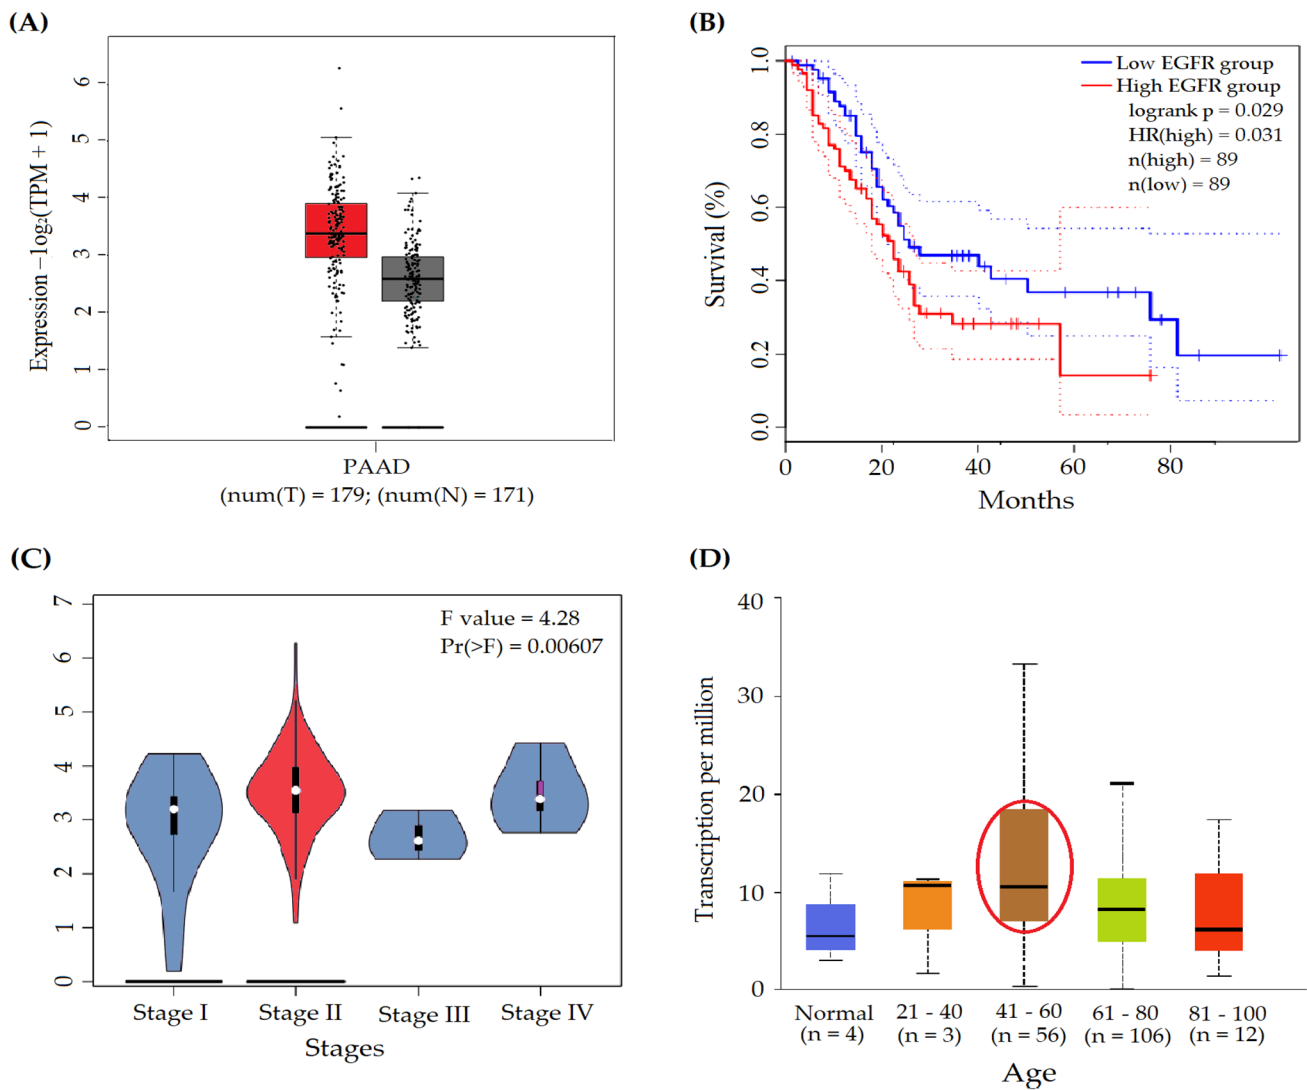 (A)
Expression –log₂(TPM + 1)
6
5
4
3
2
1
0
PAAD
(num(T) = 179; (num(N) = 171)
(B)
Survival (%)
1.0
0.8
0.6
0.4
0.2
0.0
Low EGFR group
High EGFR group
logrank p = 0.029
HR(high) = 0.031
n(high) = 89
n(low) = 89
0 20 40 60 80
Months
(C)
7
6
5
4
3
2
1
0
F value = 4.28
Pr(>F) = 0.00607
Stage I Stage II Stage III Stage IV
Stages
(D)
Transcription per million
40
30
20
10
0
Normal 21 - 40 41 - 60 61 - 80 81 - 100
(n = 4) (n = 3) (n = 56) (n = 106) (n = 12)
Age